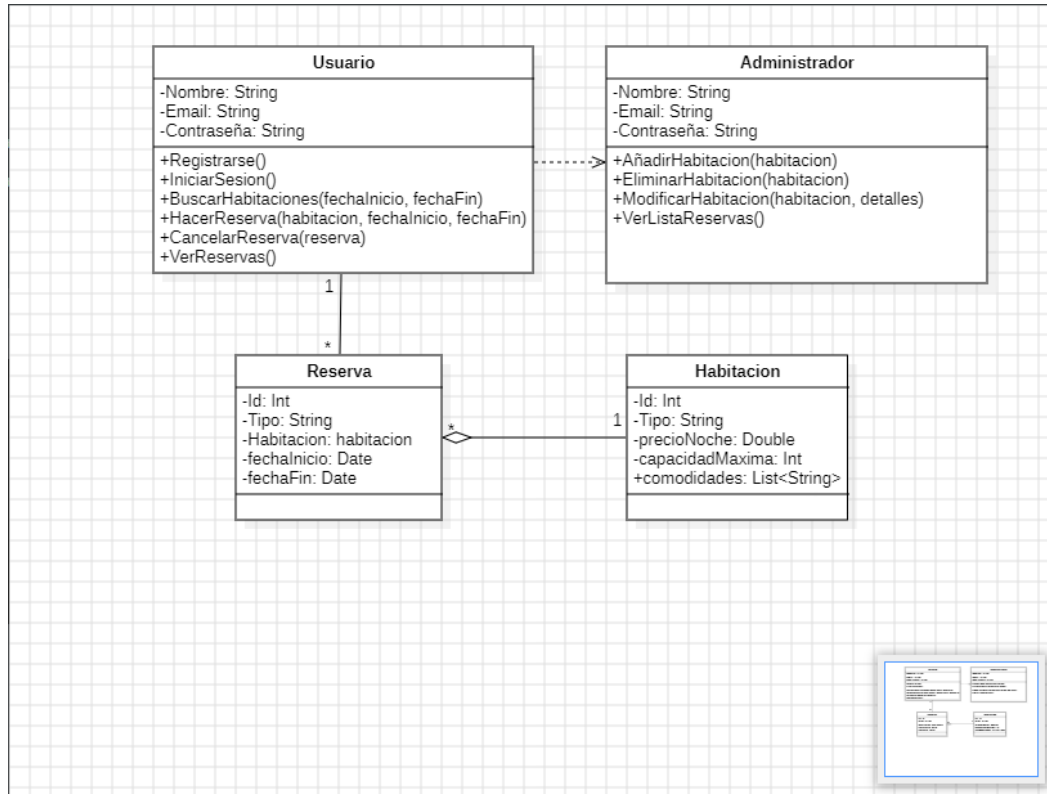 Usuario
-Nombre: String
-Email: String
-Contraseña: String
+Registrarse()
+IniciarSesion()
+BuscarHabitaciones(fechaInicio, fechaFin)
+HacerReserva(habitacion, fechaInicio, fechaFin)
+CancelarReserva(reserva)
+VerReservas()
Administrador
-Nombre: String
-Email: String
-Contraseña: String
+AñadirHabitacion(habitacion)
+EliminarHabitacion(habitacion)
+ModificarHabitacion(habitacion, detalles)
+VerListaReservas()
1
*
Reserva
-Id: Int
-Tipo: String
-Habitacion: habitacion
-fechaInicio: Date
-fechaFin: Date
*
1
Habitacion
-Id: Int
-Tipo: String
-precioNoche: Double
-capacidadMaxima: Int
+comodidades: List<String>